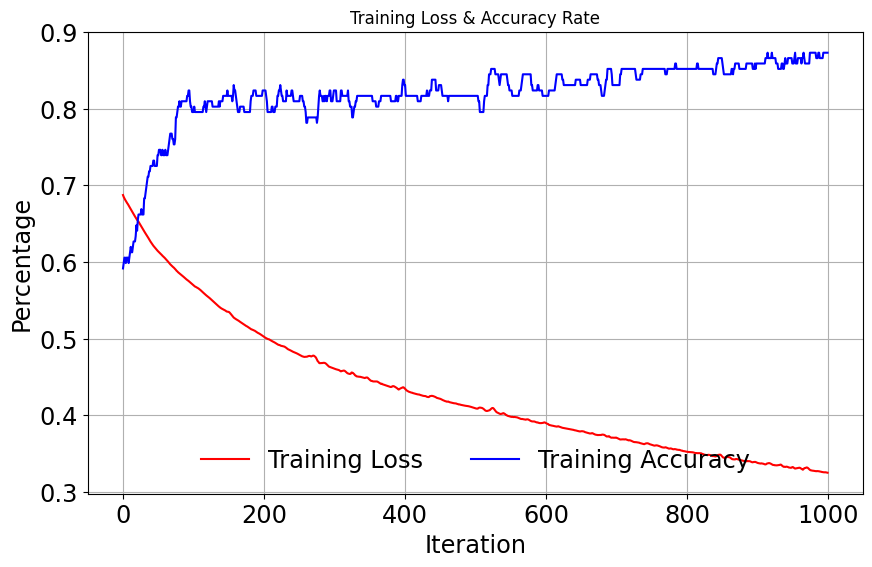 Training Loss & Accuracy Rate
0.9
0.8
0.7
0.6
0.5
0.4
0.3
Percentage
Training Loss
Training Accuracy
0 200 400 600 800 1000
Iteration